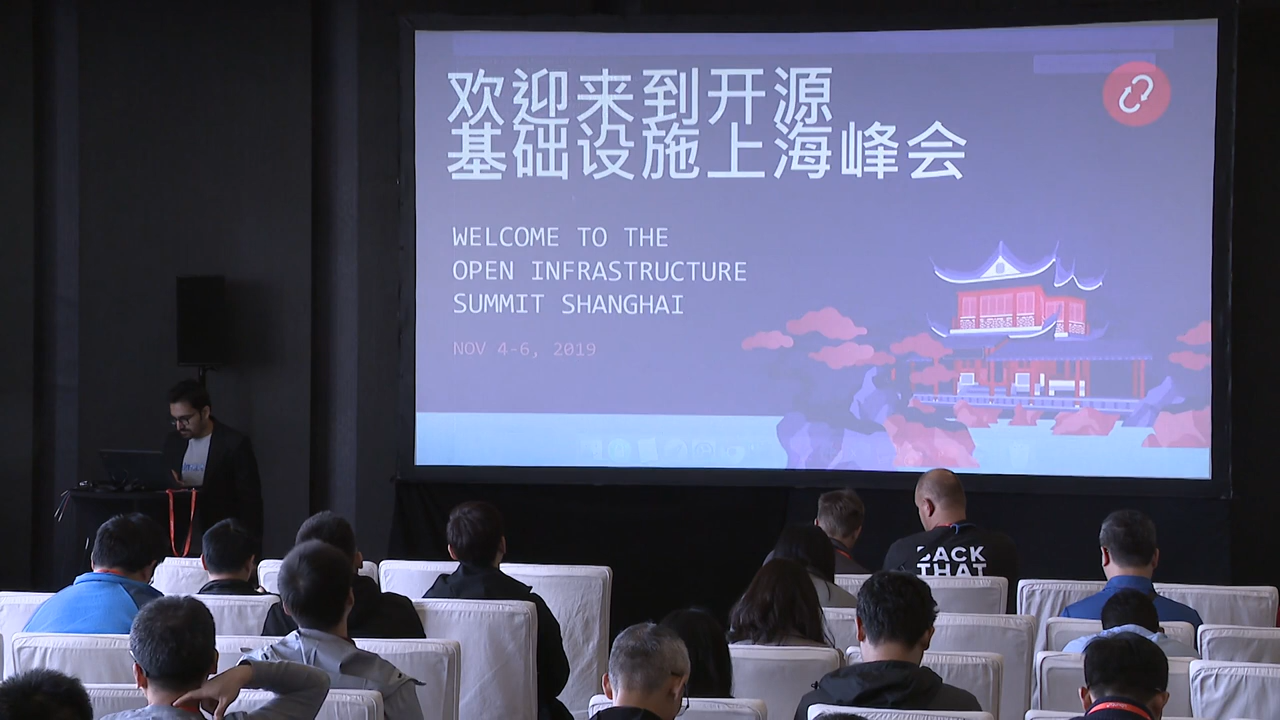 欢迎来到开源
基础设施上海峰会
WELCOME TO THE
OPEN INFRASTRUCTURE
SUMMIT SHANGHAI
NOV 4-6, 2019
THAT